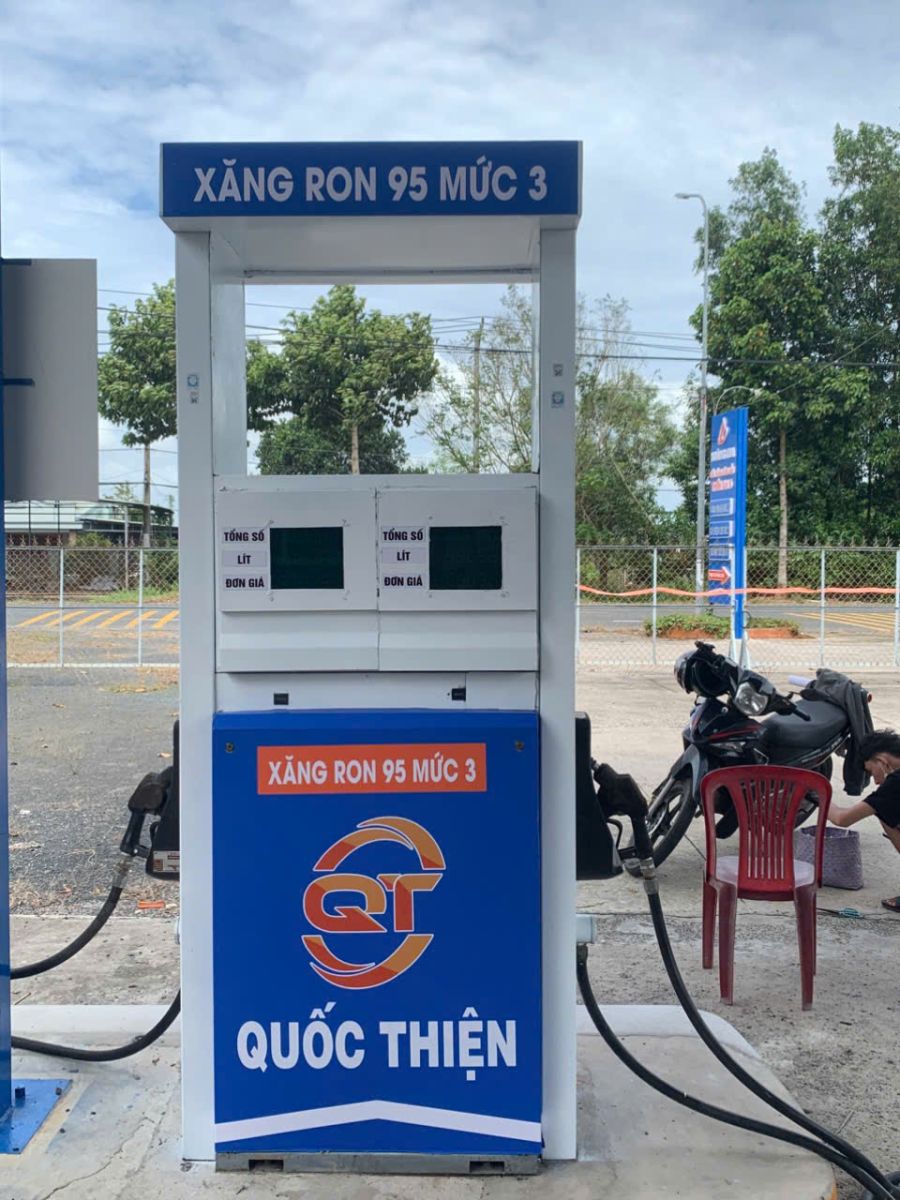 XĂNG RON 95 MỨC 3
TỔNG SỐ
LÍT
ĐƠN GIÁ
TỔNG SỐ
LÍT
ĐƠN GIÁ
XĂNG RON 95 MỨC 3
QT
QUỐC THIỆN